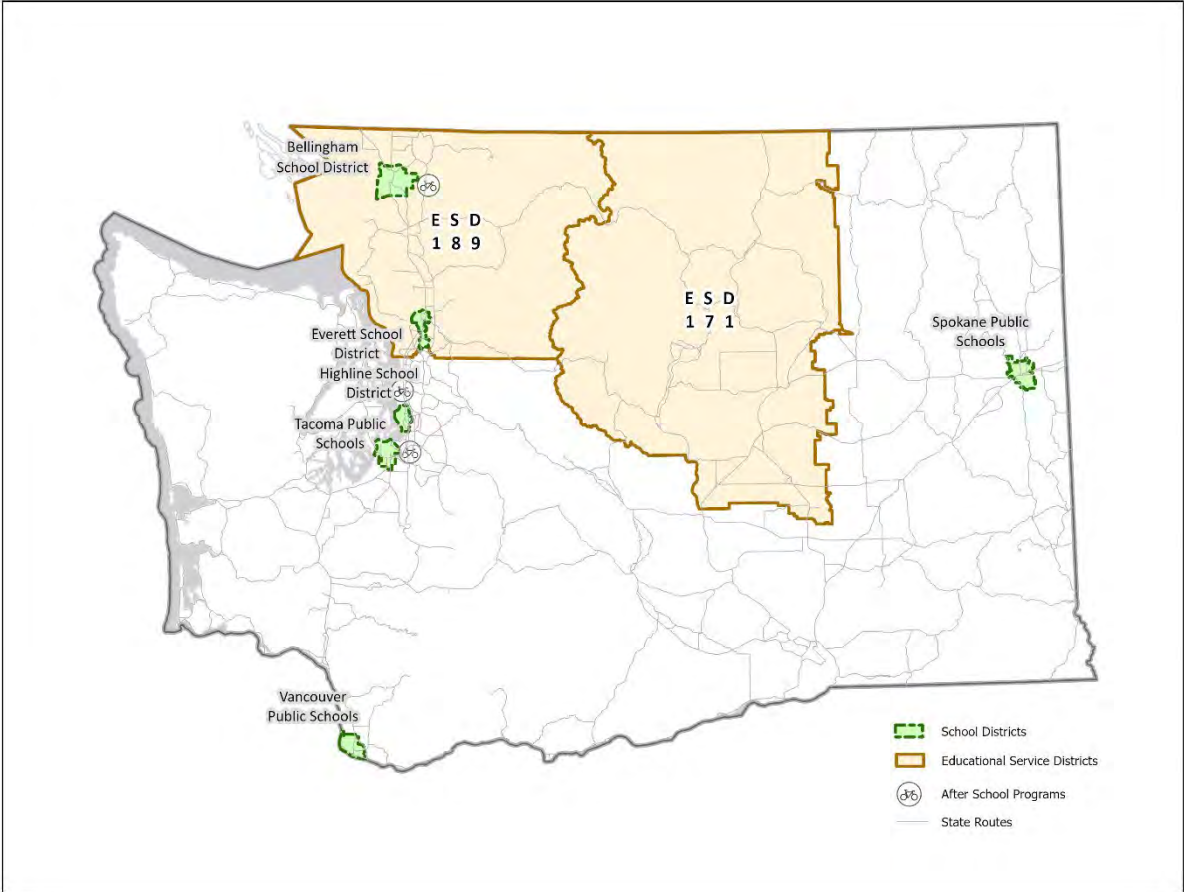 Bellingham
School District
E S D
1 8 9
E S D
1 7 1
Everett School
District
Highline School
District
Tacoma Public
Schools
Spokane Public
Schools
Vancouver
Public Schools
School Districts
Educational Service Districts
After School Programs
State Routes